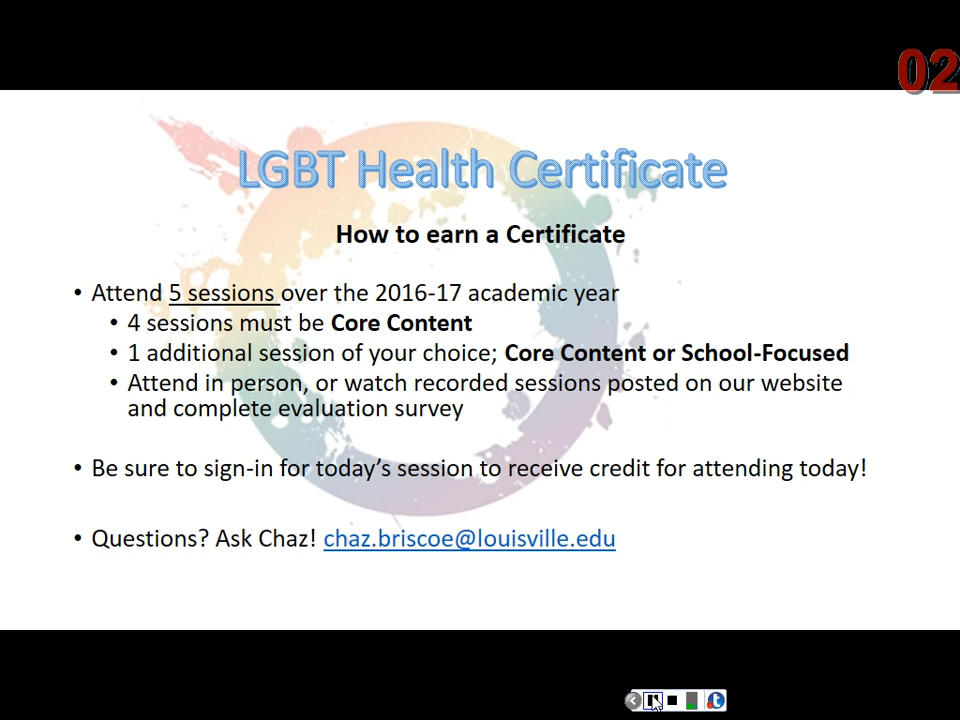 02
LGBT Health Certificate
How to earn a Certificate
• Attend 5 sessions over the 2016-17 academic year
• 4 sessions must be Core Content
• 1 additional session of your choice; Core Content or School-Focused
• Attend in person, or watch recorded sessions posted on our website
and complete evaluation survey
• Be sure to sign-in for today’s session to receive credit for attending today!
• Questions? Ask Chaz! chaz.briscoe@louisville.edu
t